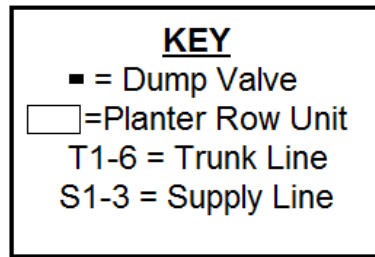 KEY
= Dump Valve
=Planter Row Unit
T1-6 = Trunk Line
S1-3 = Supply Line